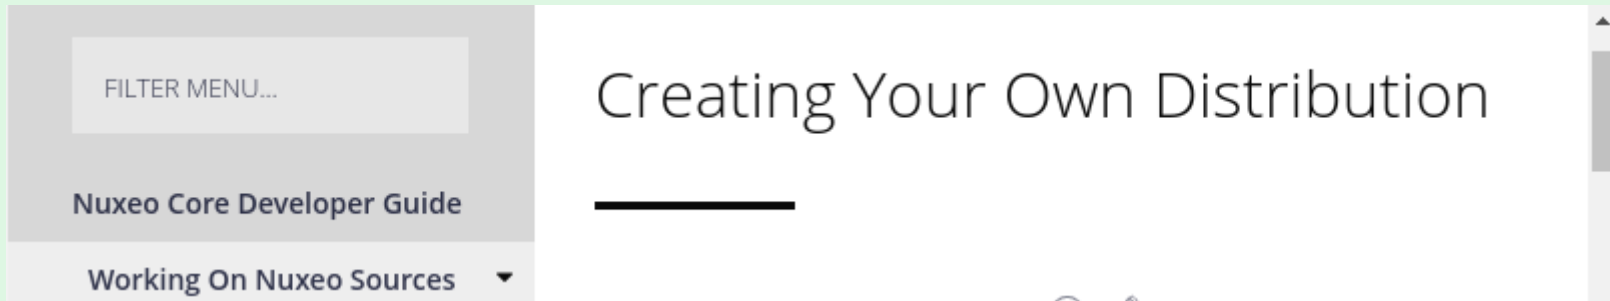 FILTER MENU...
Nuxeo Core Developer Guide
Working On Nuxeo Sources
Creating Your Own Distribution